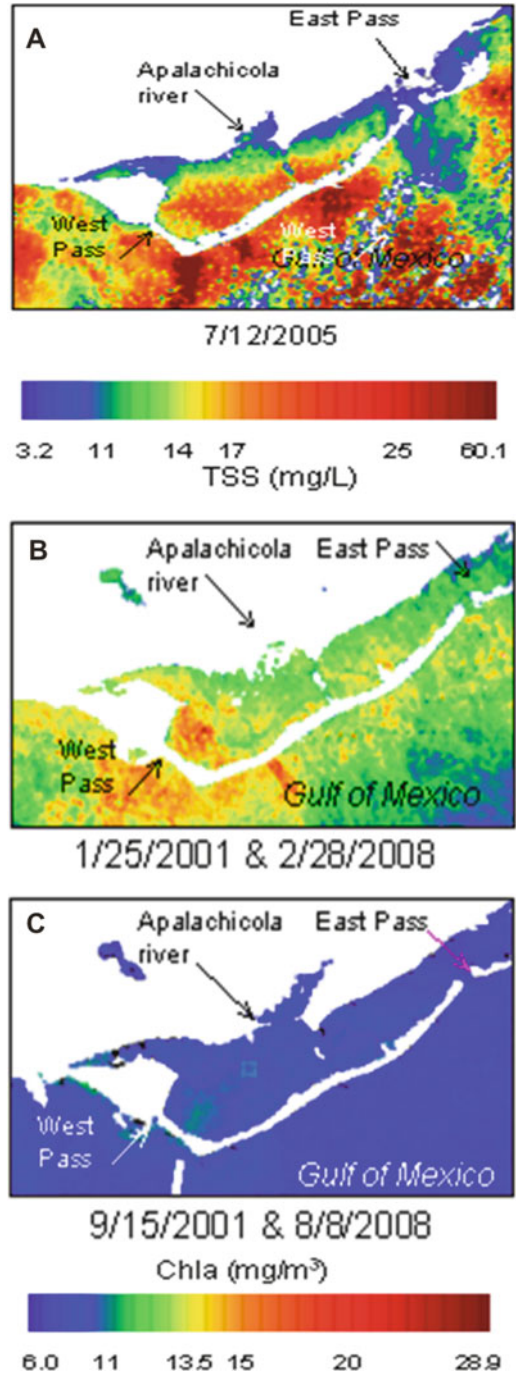 A
East Pass
Apalachicola
river
West
Pass
West
Pass
Gulf of Mexico
7/12/2005
3.2 11 14 17 25 60.1
TSS (mg/L)
B
Apalachicola East Pass
river
West
Pass
Gulf of Mexico
1/25/2001 & 2/28/2008
C
Apalachicola East Pass
river
West
Pass
Gulf of Mexico
9/15/2001 & 8/8/2008
Chla (mg/m³)
6.0 11 13.5 15 20 28.9